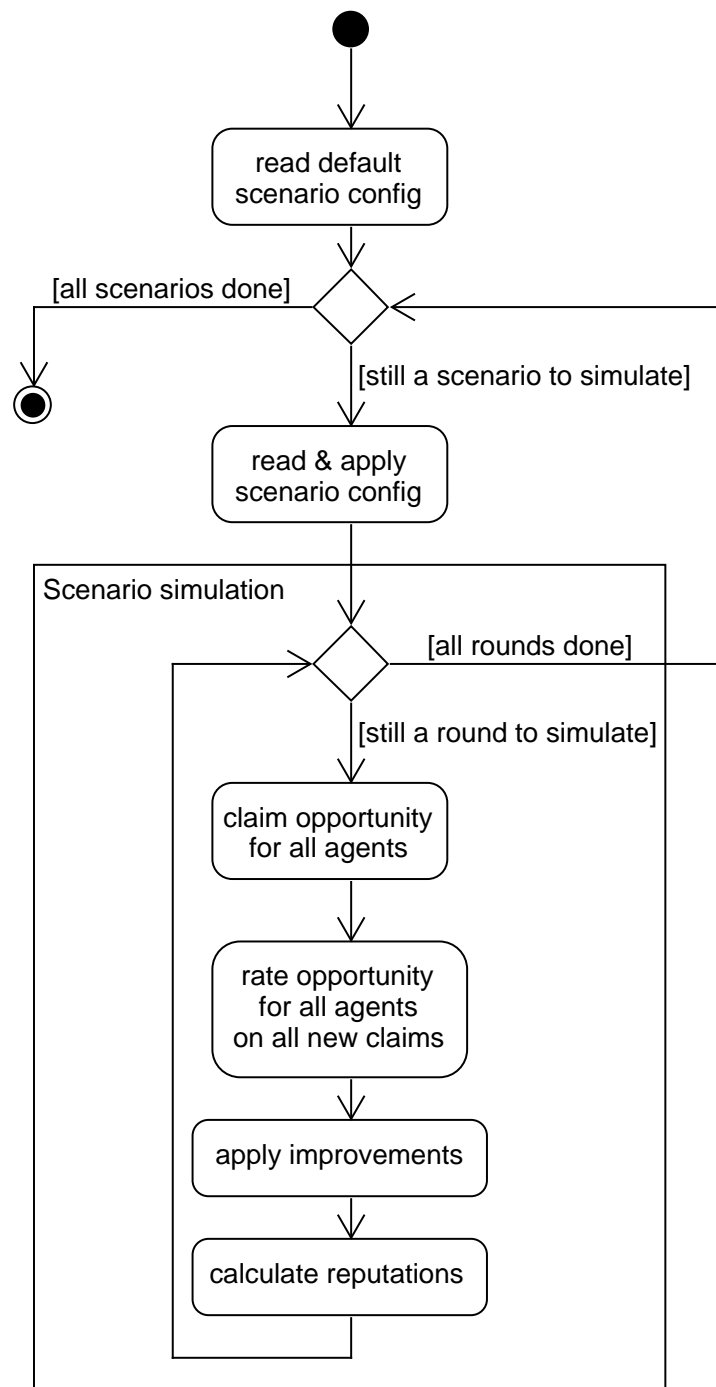 read default
scenario config
[all scenarios done]
[still a scenario to simulate]
read & apply
scenario config
Scenario simulation
[all rounds done]
[still a round to simulate]
claim opportunity
for all agents
rate opportunity
for all agents
on all new claims
apply improvements
calculate reputations